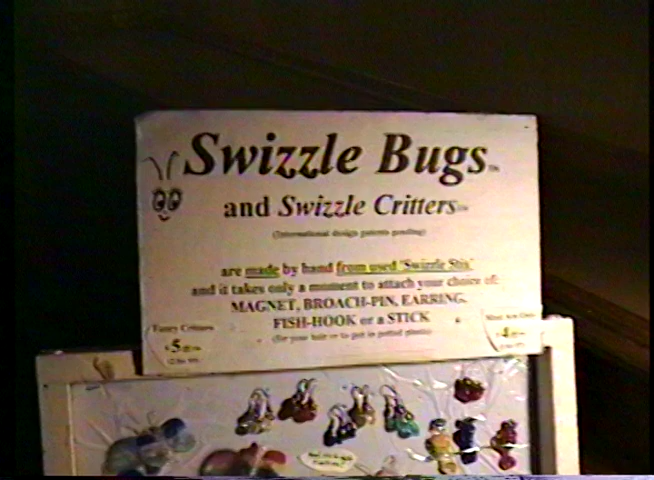 Swizzle Bugs™
and Swizzle Critters™
(International design patents pending)
are made by hand from used 'Swizzle Stix'
and it takes only a moment to attach your choice of:
MAGNET, BROACH-PIN, EARRING,
FISH-HOOK or a STICK
(for your hair or to put in potted plants)
Fancy Critters
$5
$4